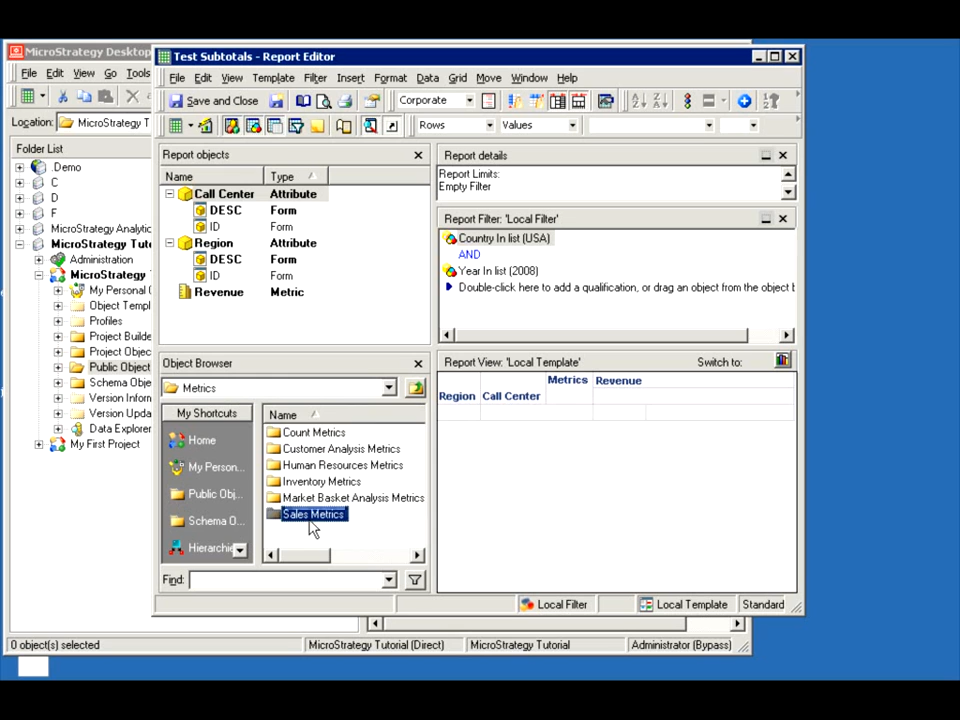 MicroStrategy Desktop
File Edit View Go Tools
Location: MicroStrategy T
Folder List
.Demo
C
D
F
MicroStrategy Analytic
MicroStrategy Tuto
Administration
MicroStrategy
My Personal
Object Templ
Profiles
Project Builde
Project Objec
Public Object
Schema Obje
Version Inforr
Version Upda
Data Explorer
My First Project
0 object(s) selected
MicroStrategy Tutorial (Direct)
MicroStrategy Tutorial
Administrator (Bypass)
Test Subtotals - Report Editor
File Edit View Template Filter Insert Format Data Grid Move Window Help
Save and Close
Corporate
Rows
Values
Report objects
Name Type
Call Center Attribute
DESC Form
ID Form
Region Attribute
DESC Form
ID Form
Revenue Metric
Object Browser
Metrics
My Shortcuts
Home
My Person...
Public Obj...
Schema O...
Hierarchie
Name
Count Metrics
Customer Analysis Metrics
Human Resources Metrics
Inventory Metrics
Market Basket Analysis Metrics
Sales Metrics
Find:
Report details
Report Limits:
Empty Filter
Report Filter: 'Local Filter'
Country In list (USA)
AND
Year In list (2008)
Double-click here to add a qualification, or drag an object from the object b
Report View: 'Local Template'
Switch to:
Metrics Revenue
Region Call Center
Local Filter
Local Template
Standard